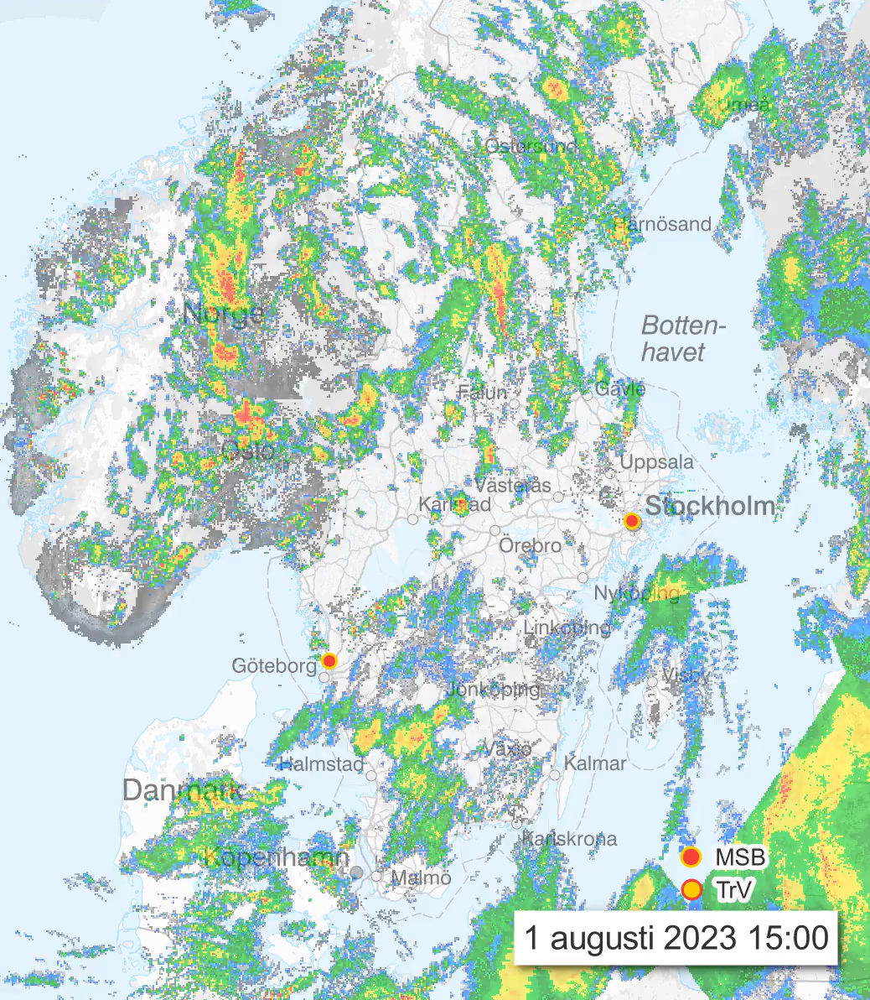 Umeå
Östersund
Härnösand
Norge
Botten-
havet
Falun
Gävle
Oslo
Uppsala
Västerås
Karlstad
Stockholm
Örebro
Nyköping
Linköping
Göteborg
Visby
Jönköping
Växjö
Halmstad
Kalmar
Danmark
Karlskrona
Köpenhamn
MSB
Malmö
TrV
1 augusti 2023 15:00